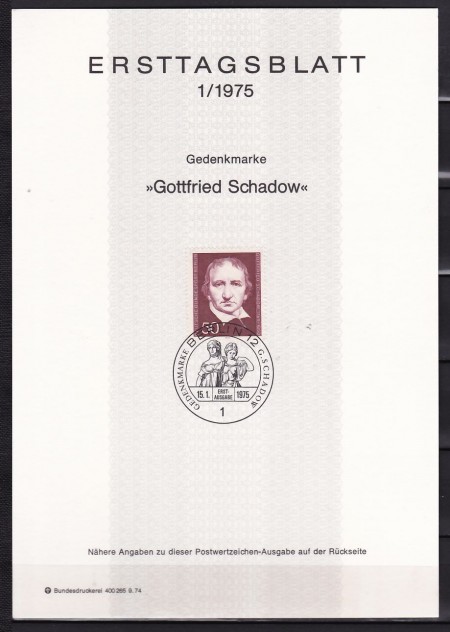 ERSTTAGSBLATT
1/1975
Gedenkmarke
»Gottfried Schadow«
50
BERLIN 12
GEDENKMARKE G. SCHADOW
15.1. ERST- AUSGABE 1975
1
Nähere Angaben zu dieser Postwertzeichen-Ausgabe auf der Rückseite
Bundesdruckerei 400 265 8.74